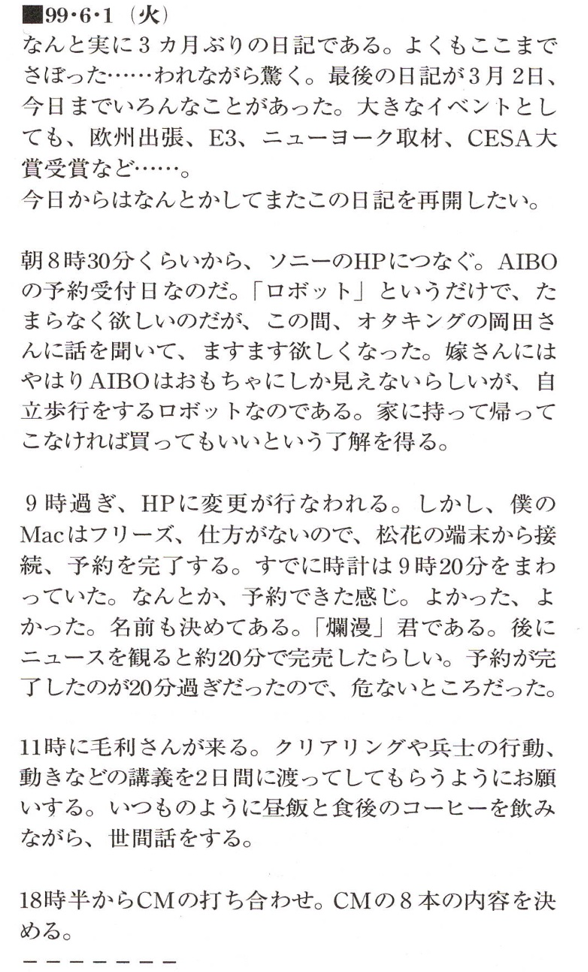 ■99・6・1（火）
なんと実に3カ月ぶりの日記である。よくもここまで
さぼった……われながら驚く。最後の日記が3月2日、
今日までいろんなことがあった。大きなイベントとし
ても、欧州出張、E3、ニューヨーク取材、CESA大
賞受賞など……。
今日からはなんとかしてまたこの日記を再開したい。
朝8時30分くらいから、ソニーのHPにつなぐ。AIBO
の予約受付日なのだ。「ロボット」というだけで、た
まらなく欲しいのだが、この間、オタキングの岡田さ
んに話を聞いて、ますます欲しくなった。嫁さんには
やはりAIBOはおもちゃにしか見えないらしいが、自
立歩行をするロボットなのである。家に持って帰って
こなければ買ってもいいという了解を得る。
9時過ぎ、HPに変更が行なわれる。しかし、僕の
Macはフリーズ、仕方がないので、松花の端末から接
続、予約を完了する。すでに時計は9時20分をまわ
っていた。なんとか、予約できた感じ。よかった、よ
かった。名前も決めてある。「爛漫」君である。後に
ニュースを観ると約20分で完売したらしい。予約が完
了したのが20分過ぎだったので、危ないところだった。
11時に毛利さんが来る。クリアリングや兵士の行動、
動きなどの講義を2日間に渡ってしてもらうようにお願
いする。いつものように昼飯と食後のコーヒーを飲み
ながら、世間話をする。
18時半からCMの打ち合わせ。CMの8本の内容を決
める。
－－－－－－－